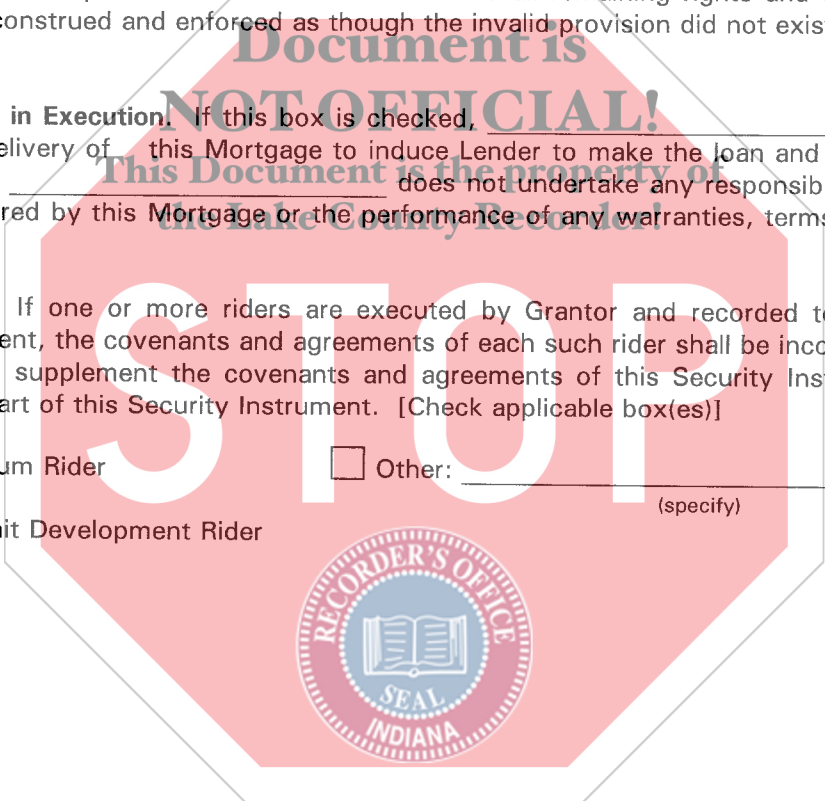 construed and enforced as though the invalid provision did not exis
Document is
NOT OFFICIAL!
This Document is the property of
the Lake County Recorder!
in Execution. If this box is checked,
elivery of this Mortgage to induce Lender to make the loan and
does not undertake any responsib
red by this Mortgage or the performance of any warranties, terms
If one or more riders are executed by Grantor and recorded to
ent, the covenants and agreements of each such rider shall be inco
supplement the covenants and agreements of this Security Ins
art of this Security Instrument. [Check applicable box(es)]
STOP
um Rider
Other:
(specify)
it Development Rider
RECORDER'S OFFICE
SEAL
INDIANA